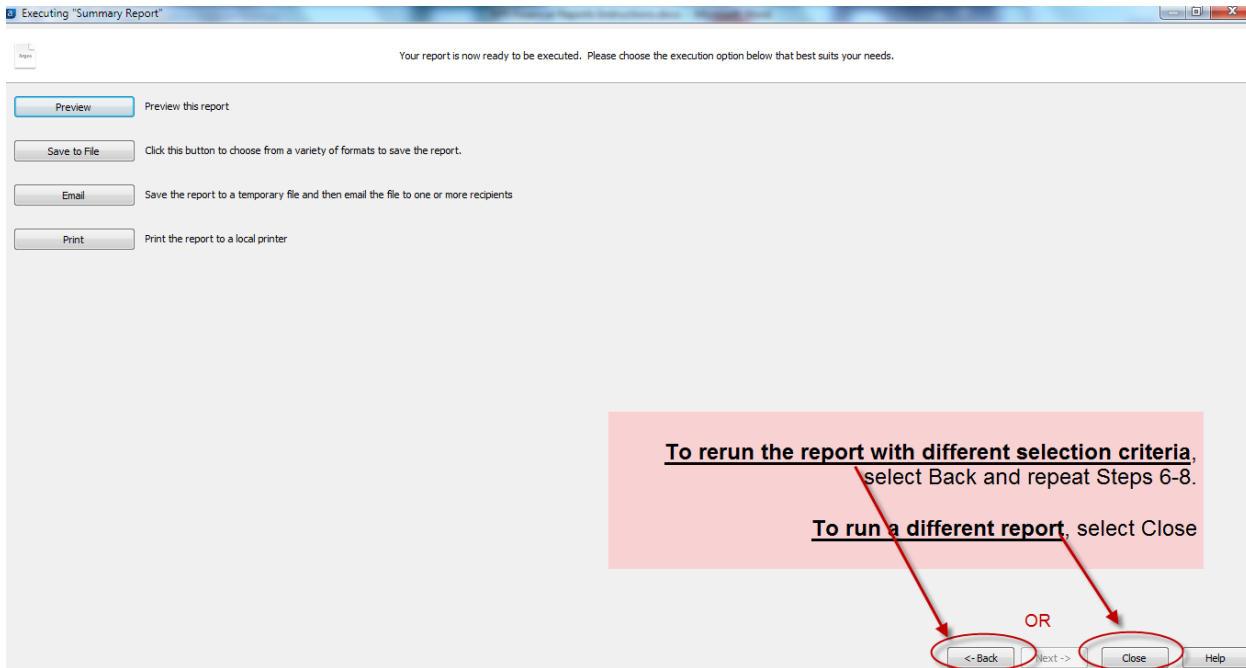 Executing "Summary Report"
Argos
Your report is now ready to be executed. Please choose the execution option below that best suits your needs.
Preview Preview this report
Save to File Click this button to choose from a variety of formats to save the report.
Email Save the report to a temporary file and then email the file to one or more recipients
Print Print the report to a local printer
To rerun the report with different selection criteria,
select Back and repeat Steps 6-8.
To run a different report, select Close
OR
<- Back Next -> Close Help